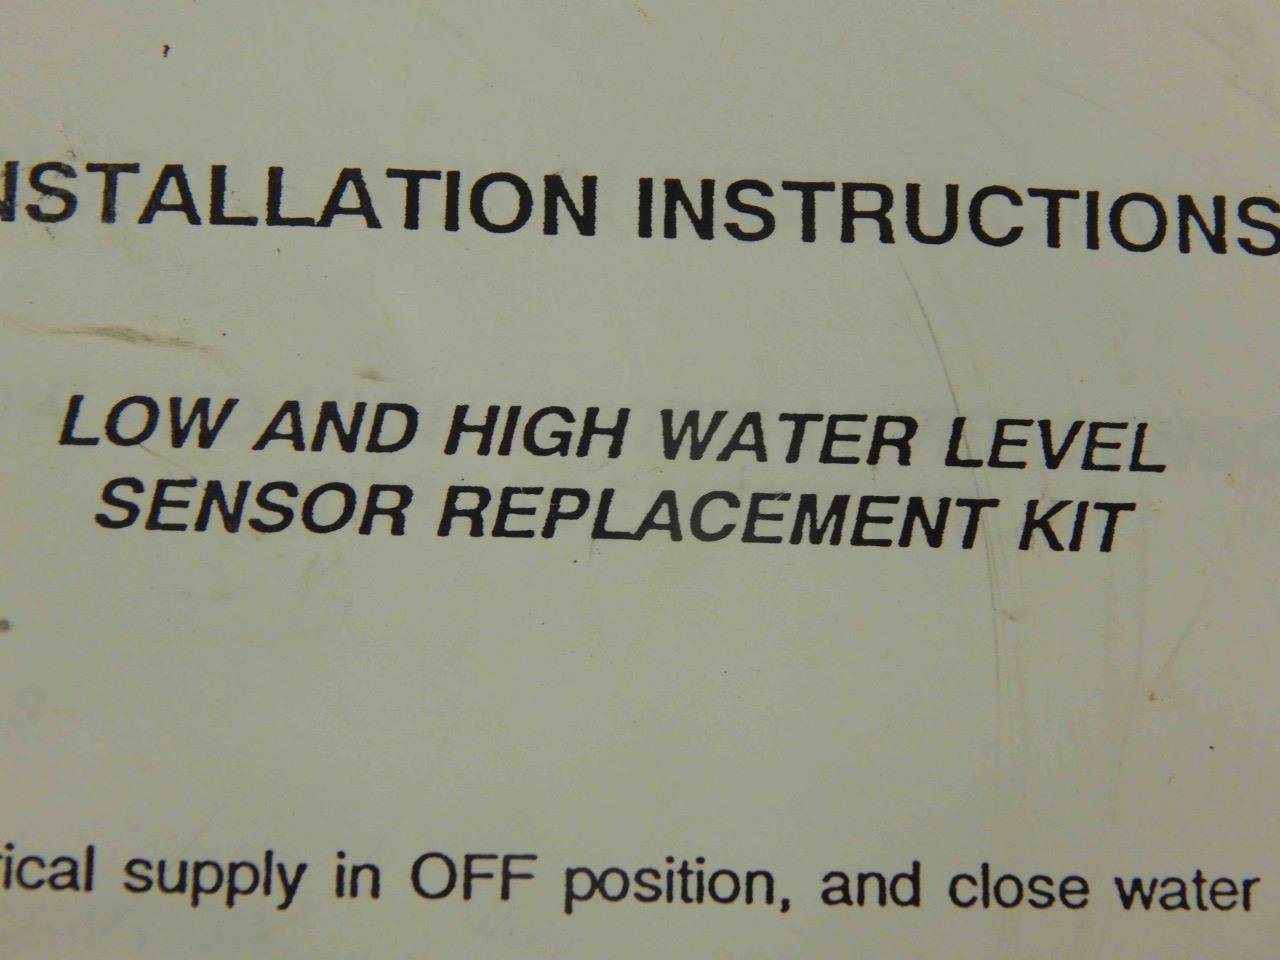 NSTALLATION INSTRUCTIONS
LOW AND HIGH WATER LEVEL
SENSOR REPLACEMENT KIT
rical supply in OFF position, and close water